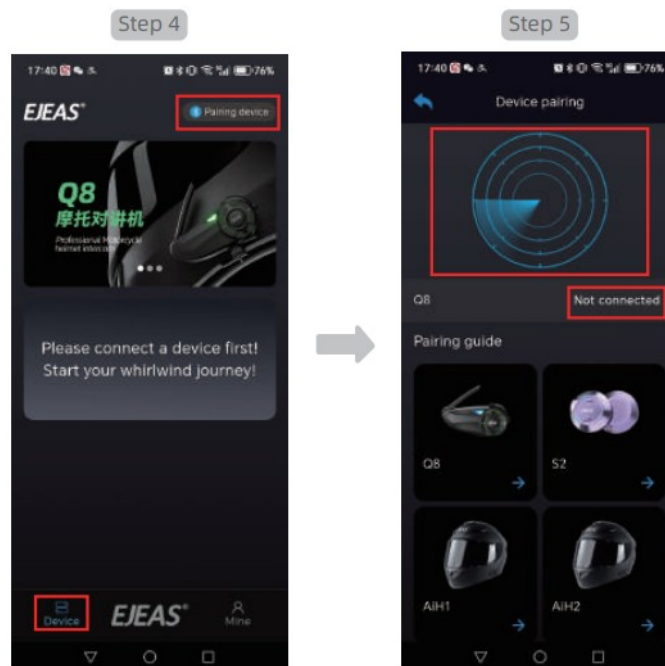 Step 4
17:40
76%
EJEAS®
Pairing device
Q8
摩托对讲机
Professional Motorcycle
helmet intercom
Please connect a device first!
Start your whirlwind journey!
Device
EJEAS®
Mine
Step 5
17:40
76%
Device pairing
Q8
Not connected
Pairing guide
Q8
S2
AiH1
AiH2